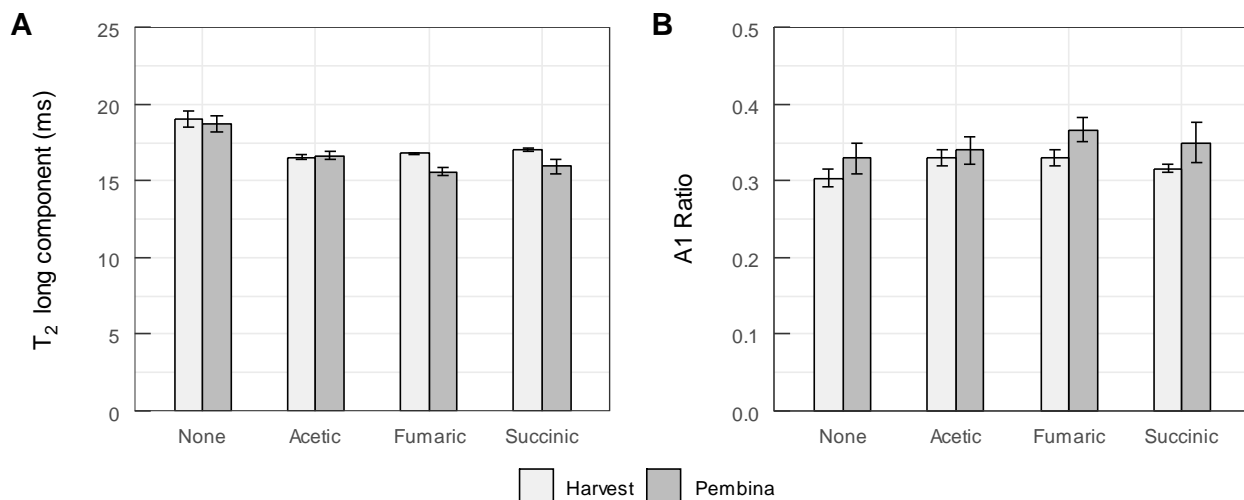 A
T2 long component (ms)
25
20
15
10
5
0
None Acetic Fumaric Succinic
B
A1 Ratio
0.5
0.4
0.3
0.2
0.1
0.0
None Acetic Fumaric Succinic
Harvest Pembina